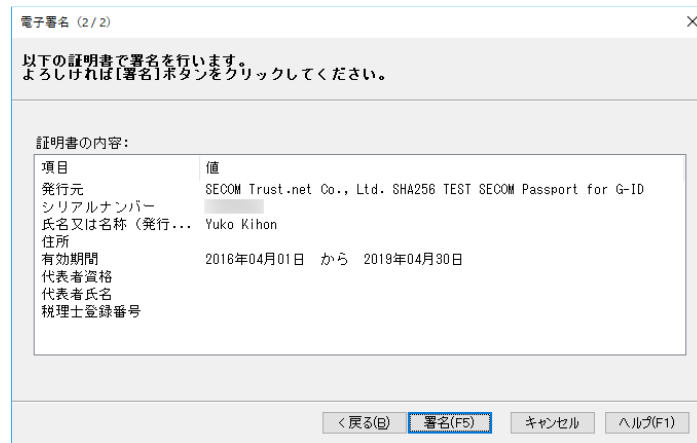 電子署名（2/2）
以下の証明書で署名を行います。
よろしければ[署名]ボタンをクリックしてください。
証明書の内容:
項目 値
発行元 SECOM Trust.net Co., Ltd. SHA256 TEST SECOM Passport for G-ID
シリアルナンバー
氏名又は名称（発行... Yuko Kihon
住所
有効期間 2016年04月01日 から 2019年04月30日
代表者資格
代表者氏名
税理士登録番号
< 戻る(B) 署名(F5) キャンセル ヘルプ(F1)